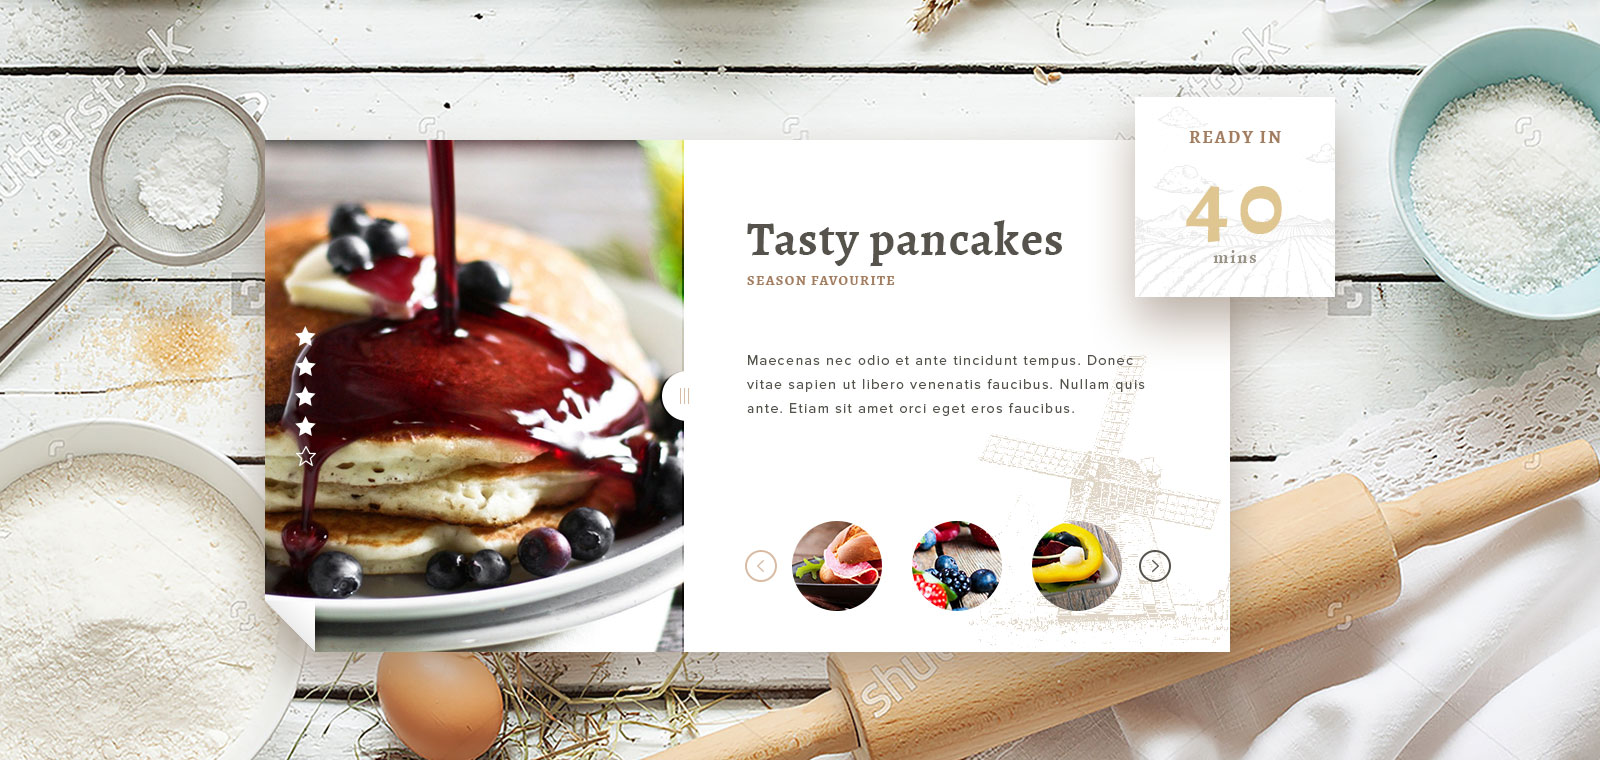 READY IN
40
mins
Tasty pancakes
SEASON FAVOURITE
Maecenas nec odio et ante tincidunt tempus. Donec
vitae sapien ut libero venenatis faucibus. Nullam quis
ante. Etiam sit amet orci eget eros faucibus.